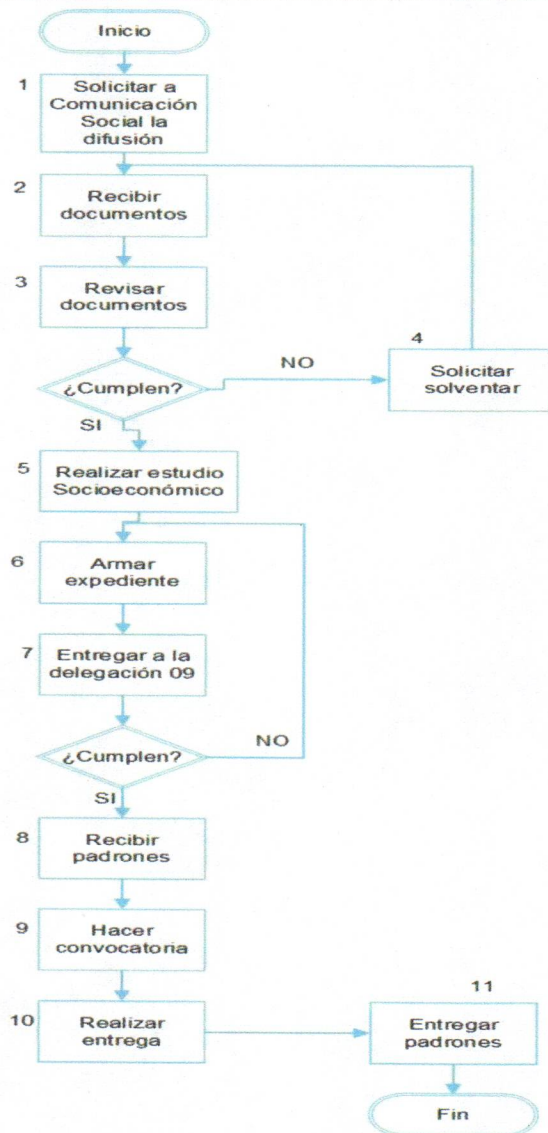 Inicio
1
Solicitar a
Comunicación
Social la
difusión
2
Recibir
documentos
3
Revisar
documentos
¿Cumplen?
NO
4
Solicitar
solventar
SI
5
Realizar estudio
Socioeconómico
6
Armar
expediente
7
Entregar a la
delegación 09
¿Cumplen?
NO
SI
8
Recibir
padrones
9
Hacer
convocatoria
10
Realizar
entrega
11
Entregar
padrones
Fin